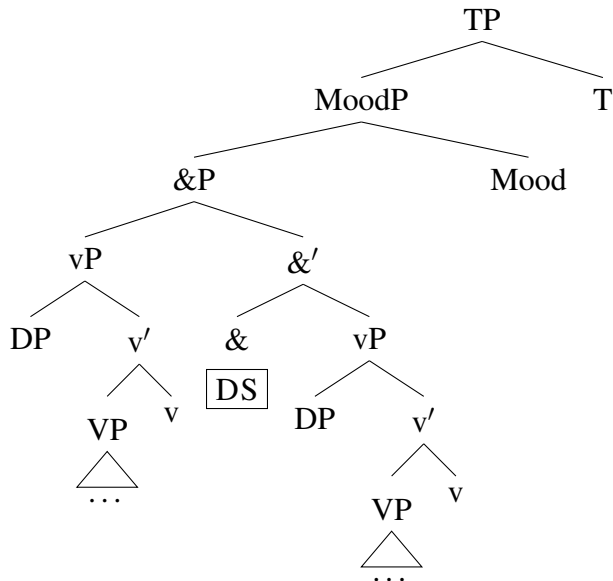 TP
MoodP T
&P Mood
vP &′
DP v′ & vP
DS
VP v DP v′
...
VP v
...